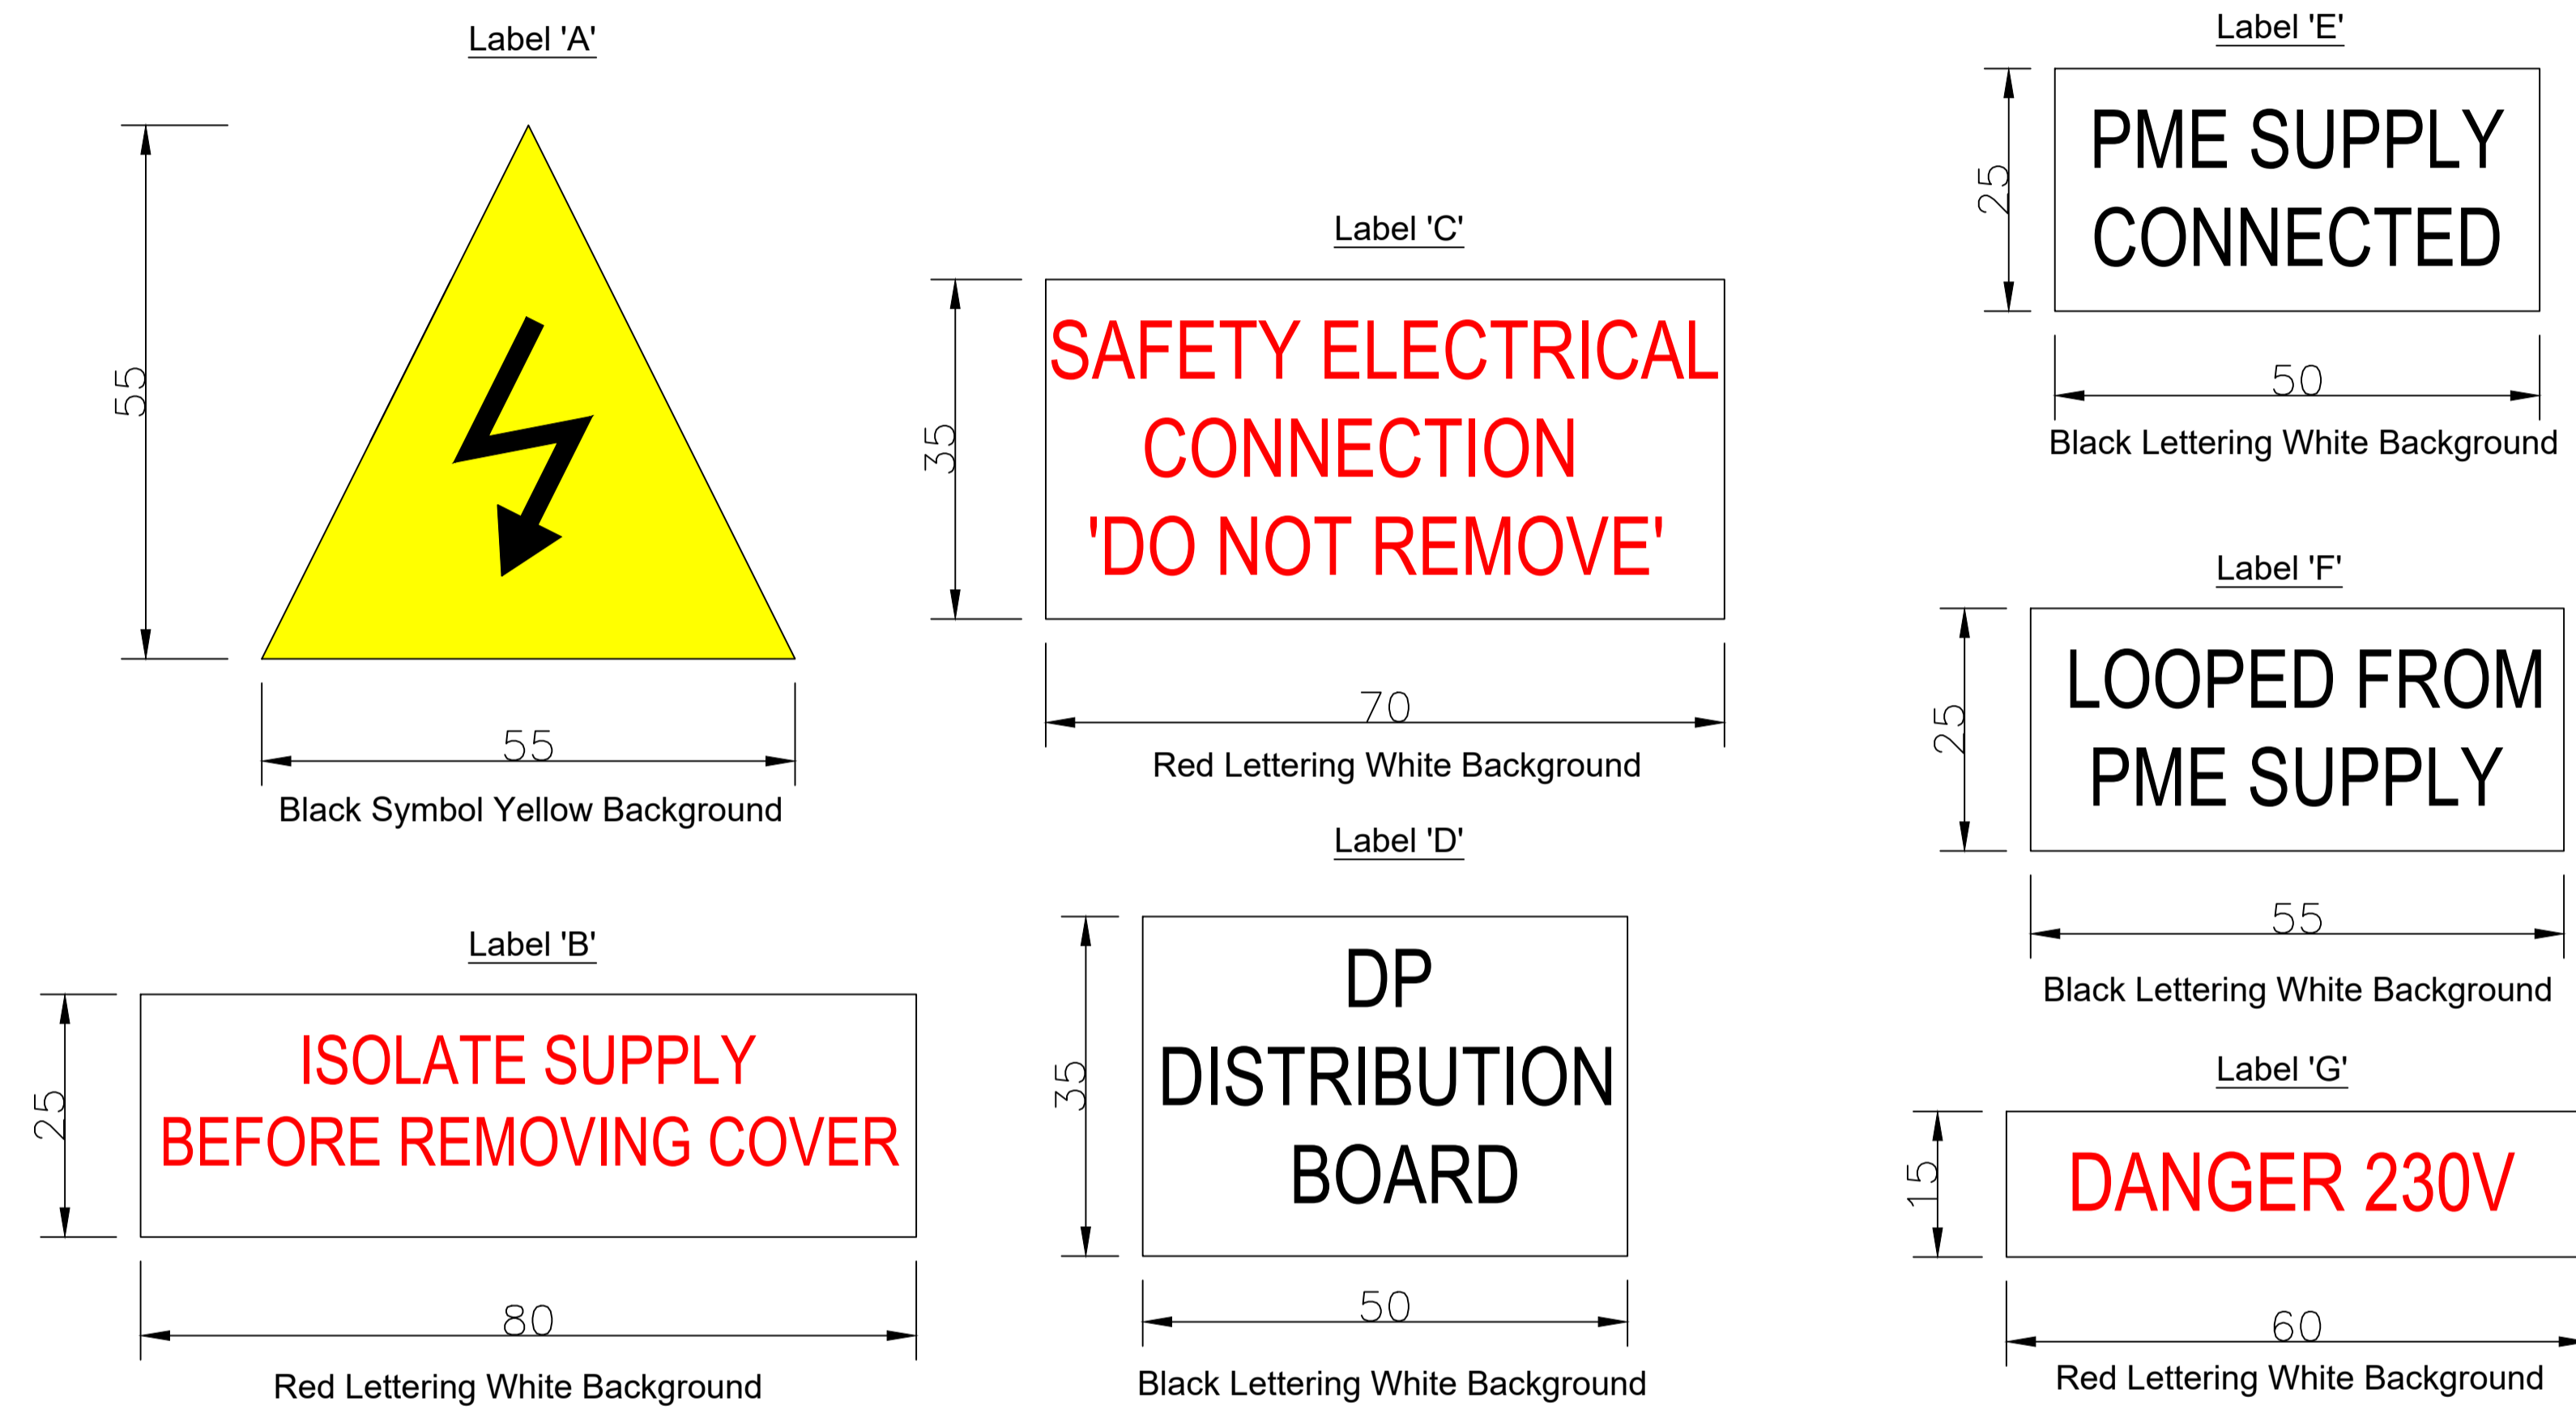 Label 'A'
55
55
Black Symbol Yellow Background
Label 'B'
25
ISOLATE SUPPLY
BEFORE REMOVING COVER
80
Red Lettering White Background
Label 'C'
35
SAFETY ELECTRICAL
CONNECTION
'DO NOT REMOVE'
70
Red Lettering White Background
Label 'D'
35
DP
DISTRIBUTION
BOARD
50
Black Lettering White Background
Label 'E'
25
PME SUPPLY
CONNECTED
50
Black Lettering White Background
Label 'F'
25
LOOPED FROM
PME SUPPLY
55
Black Lettering White Background
Label 'G'
15
DANGER 230V
60
Red Lettering White Background